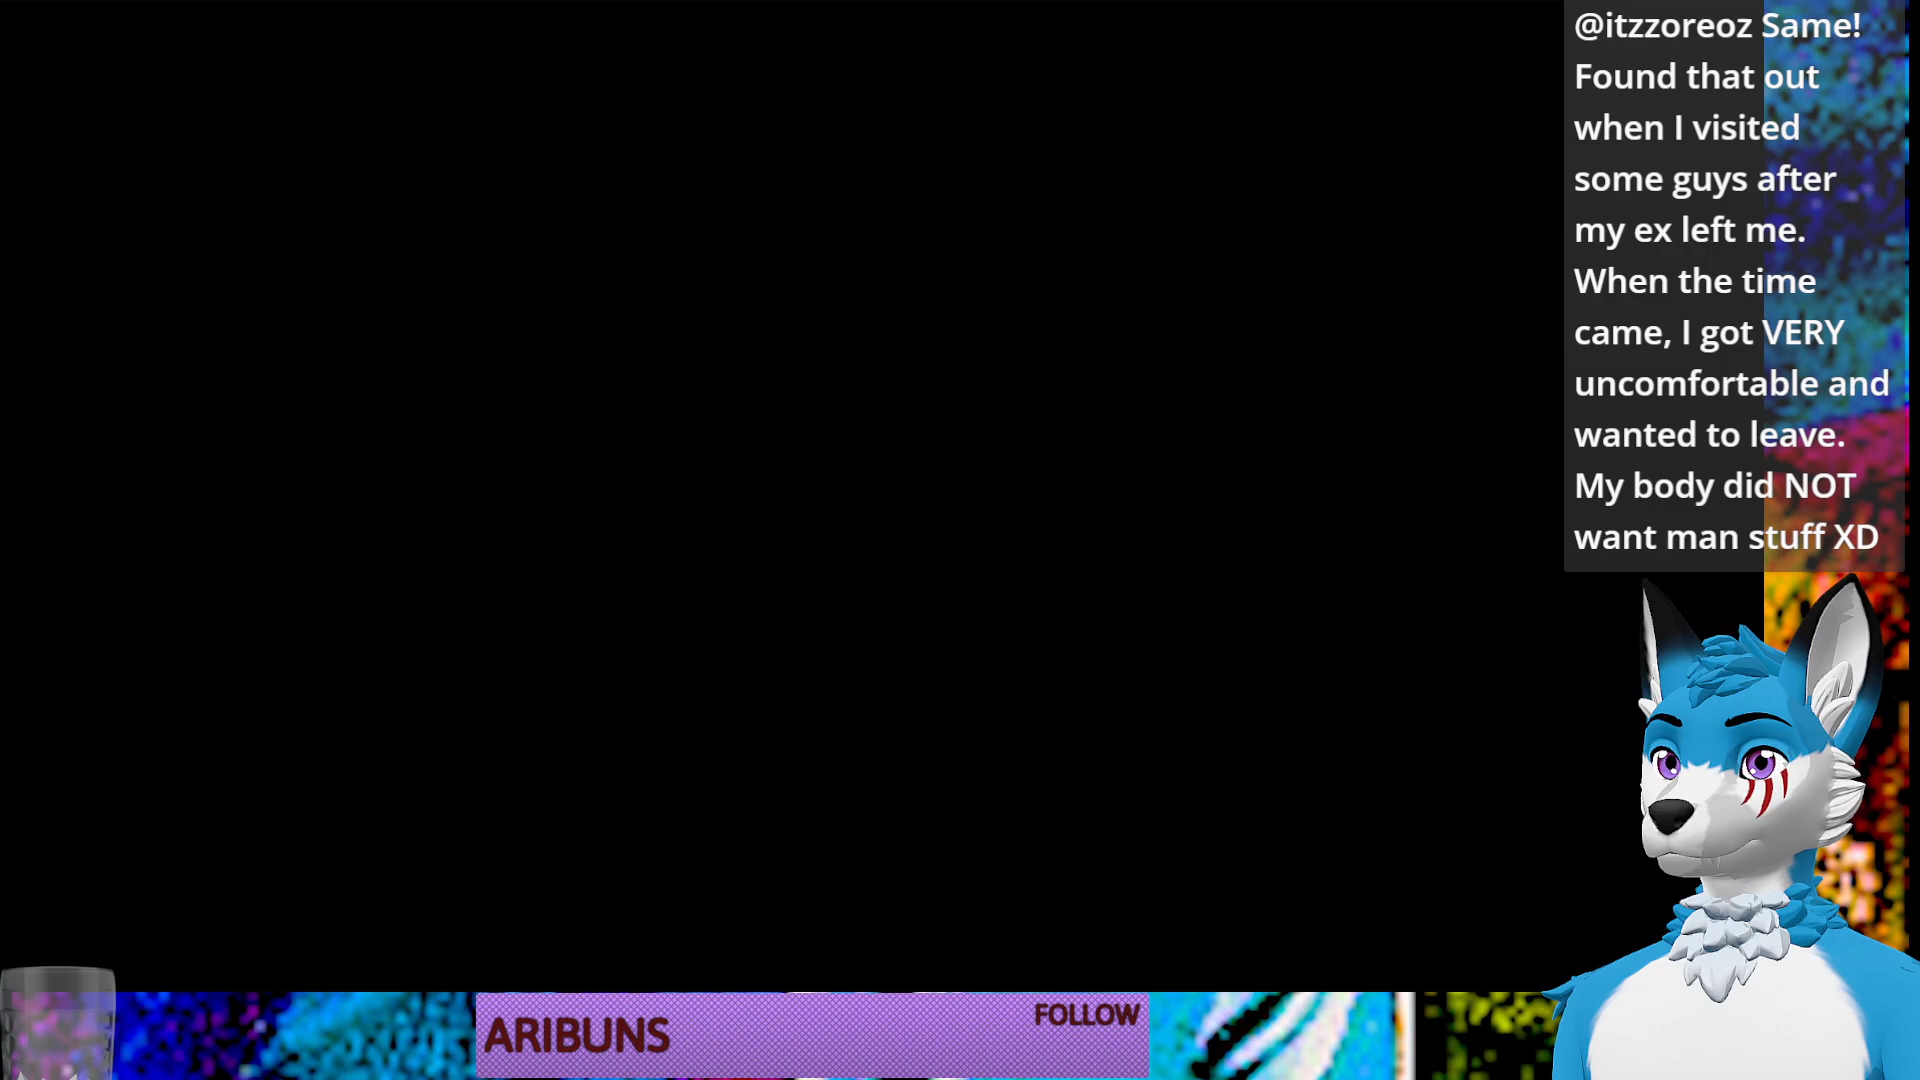 @itzzoreoz Same!
Found that out
when I visited
some guys after
my ex left me.
When the time
came, I got VERY
uncomfortable and
wanted to leave.
My body did NOT
want man stuff XD
ARIBUNS
FOLLOW